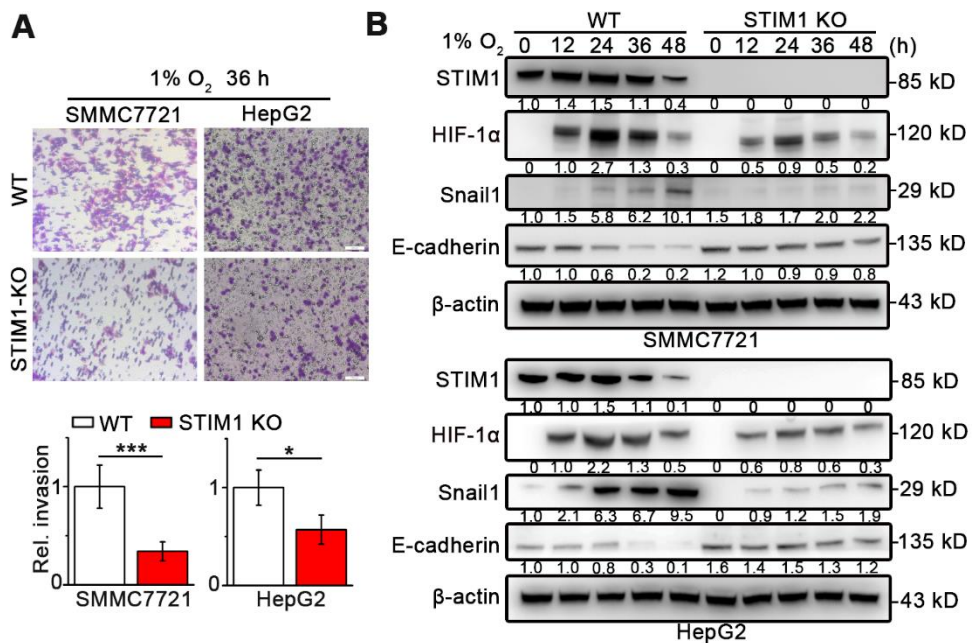 A
1% O2 36 h
SMMC7721 HepG2
WT
STIM1-KO
WT STIM1 KO
*** *
Rel. invasion
1
0
1
0
SMMC7721 HepG2
B
WT STIM1 KO
1% O2 0 12 24 36 48 0 12 24 36 48 (h)
STIM1 85 kD
1.0 1.4 1.5 1.1 0.4 0 0 0 0 0
HIF-1α 120 kD
0 1.0 2.7 1.3 0.3 0 0.5 0.9 0.5 0.2
Snail1 29 kD
1.0 1.5 5.8 6.2 10.1 1.5 1.8 1.7 2.0 2.2
E-cadherin 135 kD
1.0 1.0 0.6 0.2 0.2 1.2 1.0 0.9 0.9 0.8
β-actin 43 kD
SMMC7721
STIM1 85 kD
1.0 1.0 1.5 1.1 0.1 0 0 0 0 0
HIF-1α 120 kD
0 1.0 2.2 1.3 0.5 0 0.6 0.8 0.6 0.3
Snail1 29 kD
1.0 2.1 6.3 6.7 9.5 0 0.9 1.2 1.5 1.9
E-cadherin 135 kD
1.0 1.0 0.8 0.3 0.1 1.6 1.4 1.5 1.3 1.2
β-actin 43 kD
HepG2